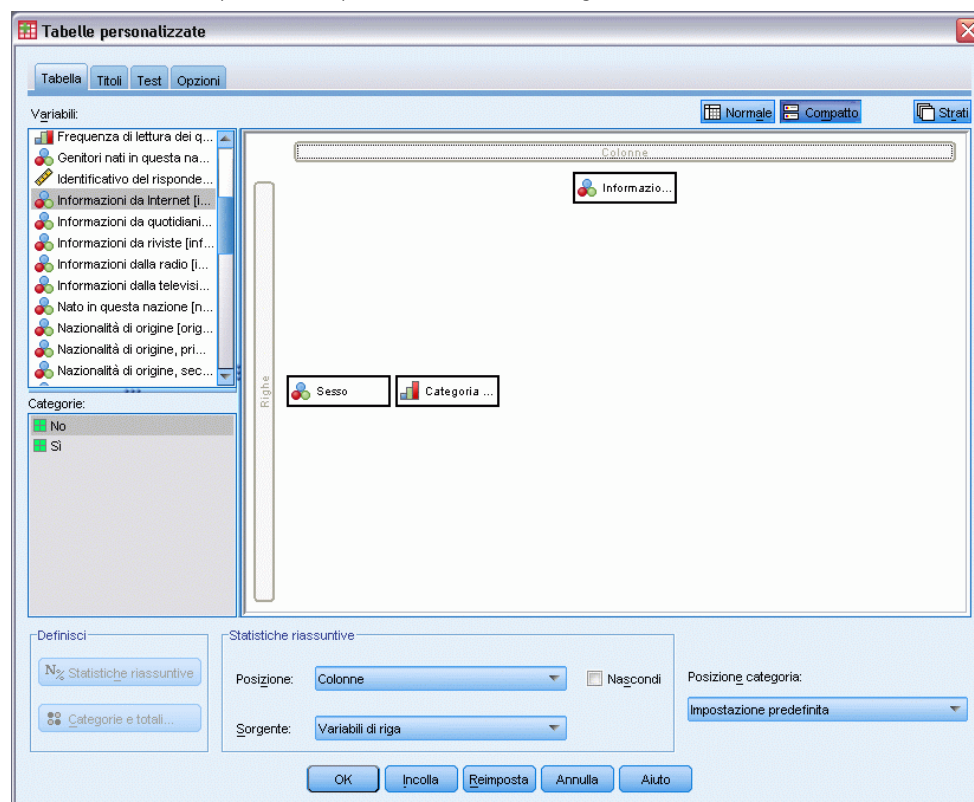 Tabelle personalizzate
Tabella Titoli Test Opzioni
Variabili:
Normale Compatto Strati
Frequenza di lettura dei q...
Genitori nati in questa na...
Identificativo del risponde...
Informazioni da Internet [i...
Informazioni da quotidiani...
Informazioni da riviste [inf...
Informazioni dalla radio [i...
Informazioni dalla televisi...
Nato in questa nazione [n...
Nazionalità di origine [orig...
Nazionalità di origine, pri...
Nazionalità di origine, sec...
Categorie:
No
Sì
Colonne
Informazio...
Righe
Sesso
Categoria ...
Definisci
N% Statistiche riassuntive
Categorie e totali...
Statistiche riassuntive
Posizione: Colonne
Nascondi
Sorgente: Variabili di riga
Posizione categoria:
Impostazione predefinita
OK Incolla Reimposta Annulla Aiuto